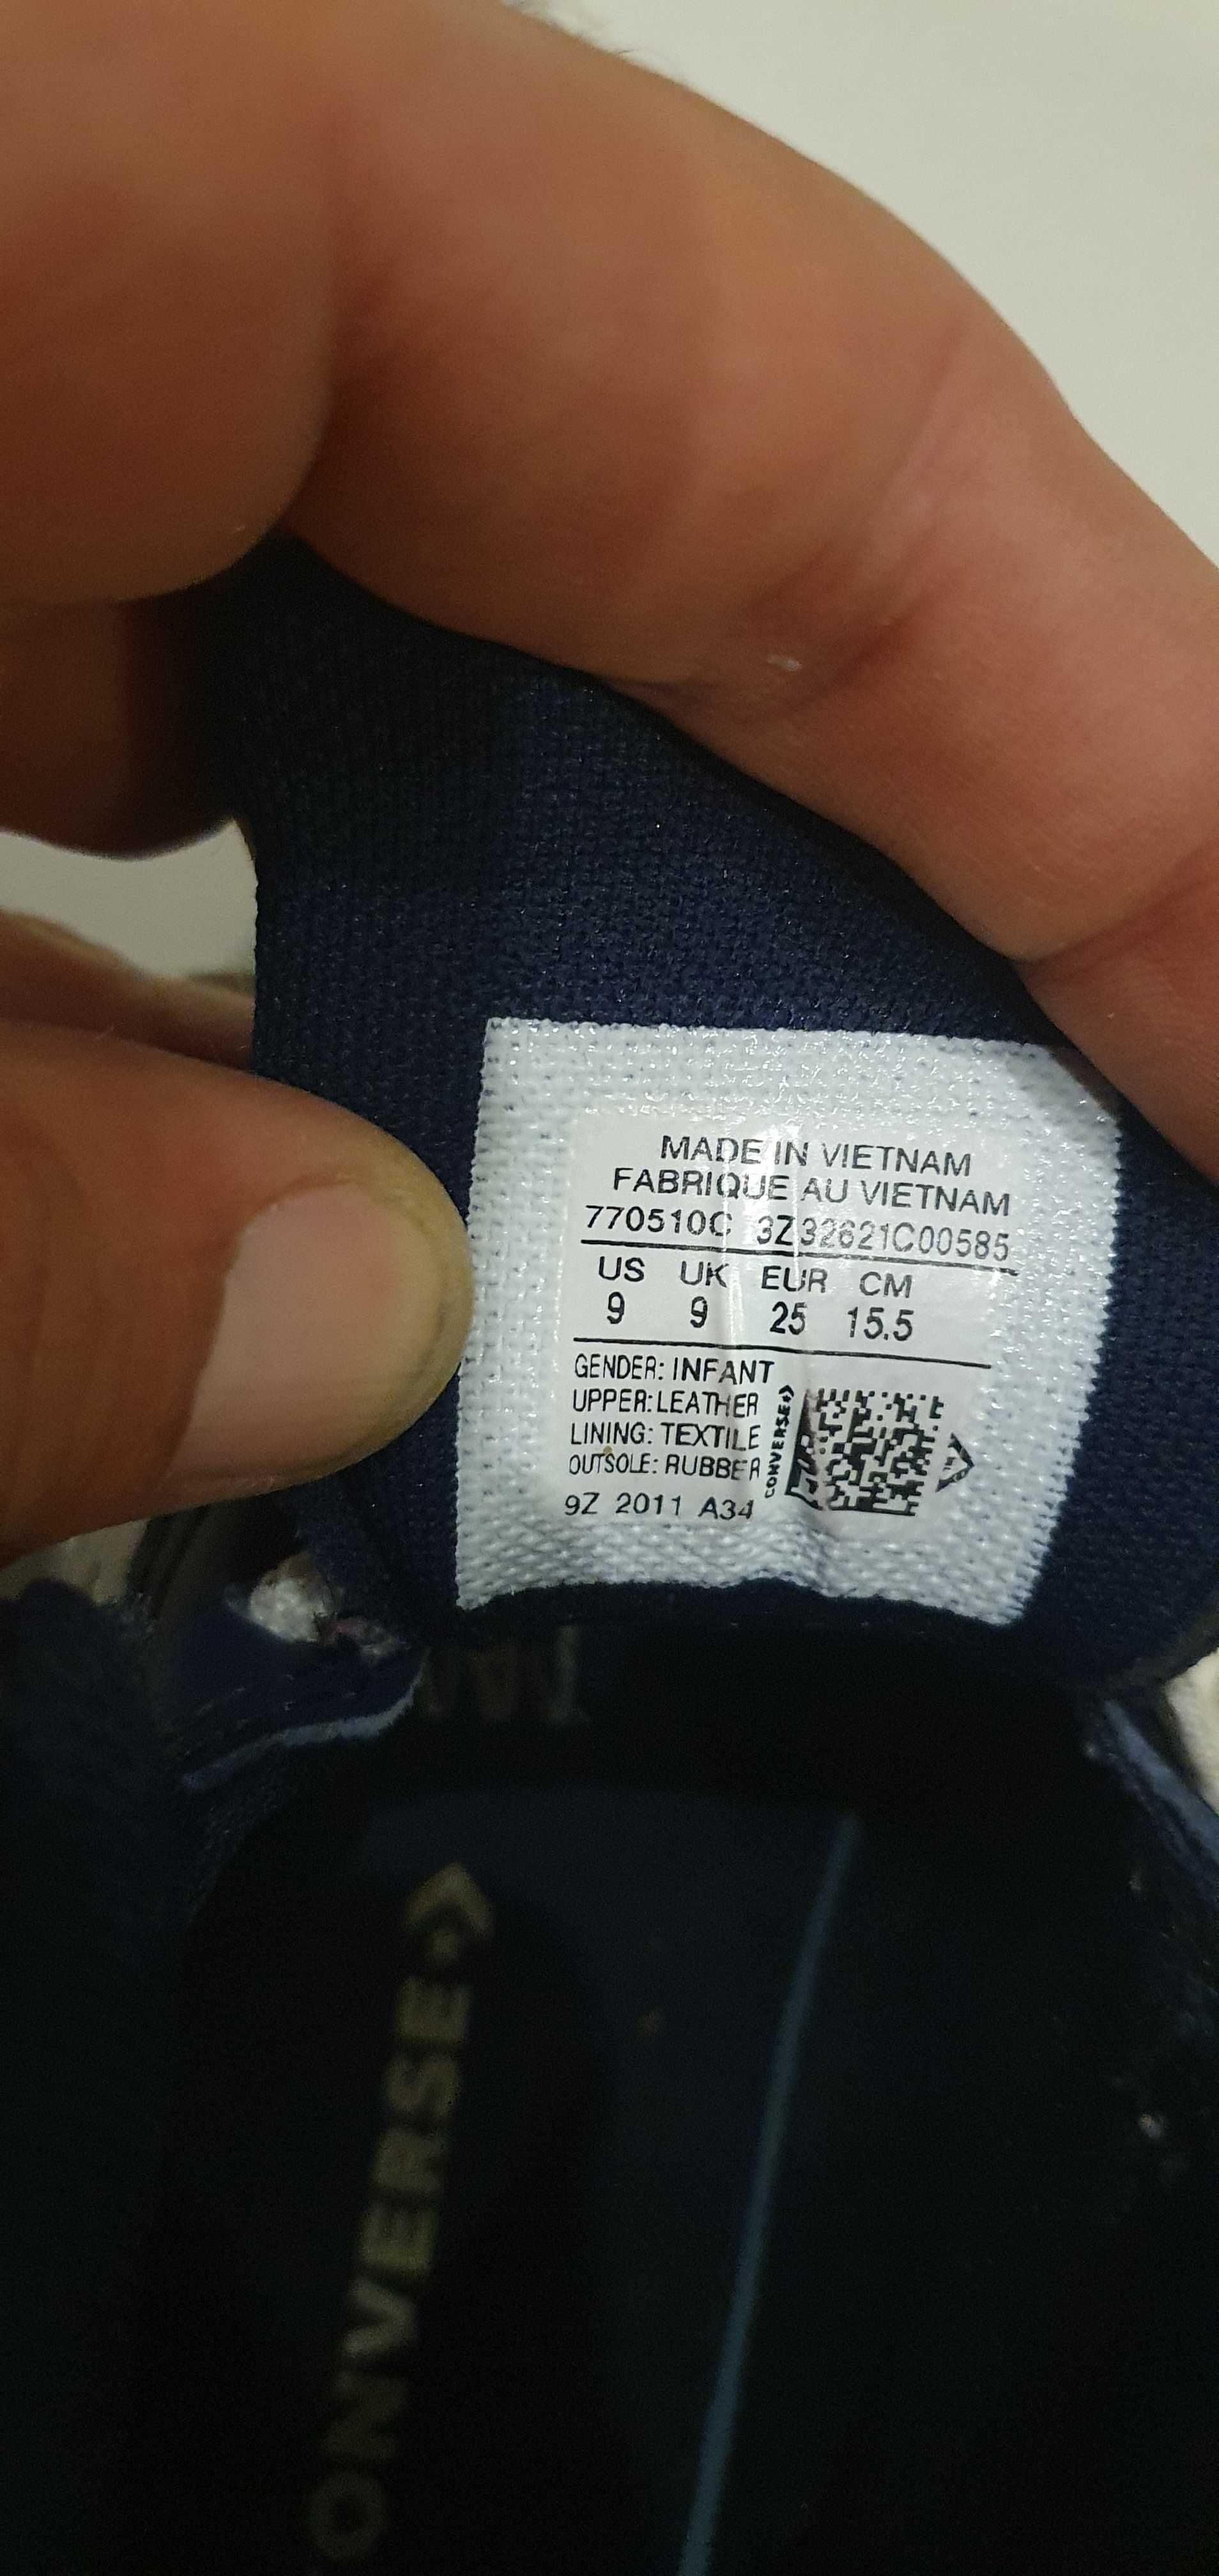 MADE IN VIETNAM
FABRIQUE AU VIETNAM
770510C 3Z32621C00585
US UK EUR CM
9 9 25 15.5
GENDER: INFANT
UPPER: LEATHER
LINING: TEXTILE
OUTSOLE: RUBBER
9Z 2011 A34
CONVERSE
CONVERSE